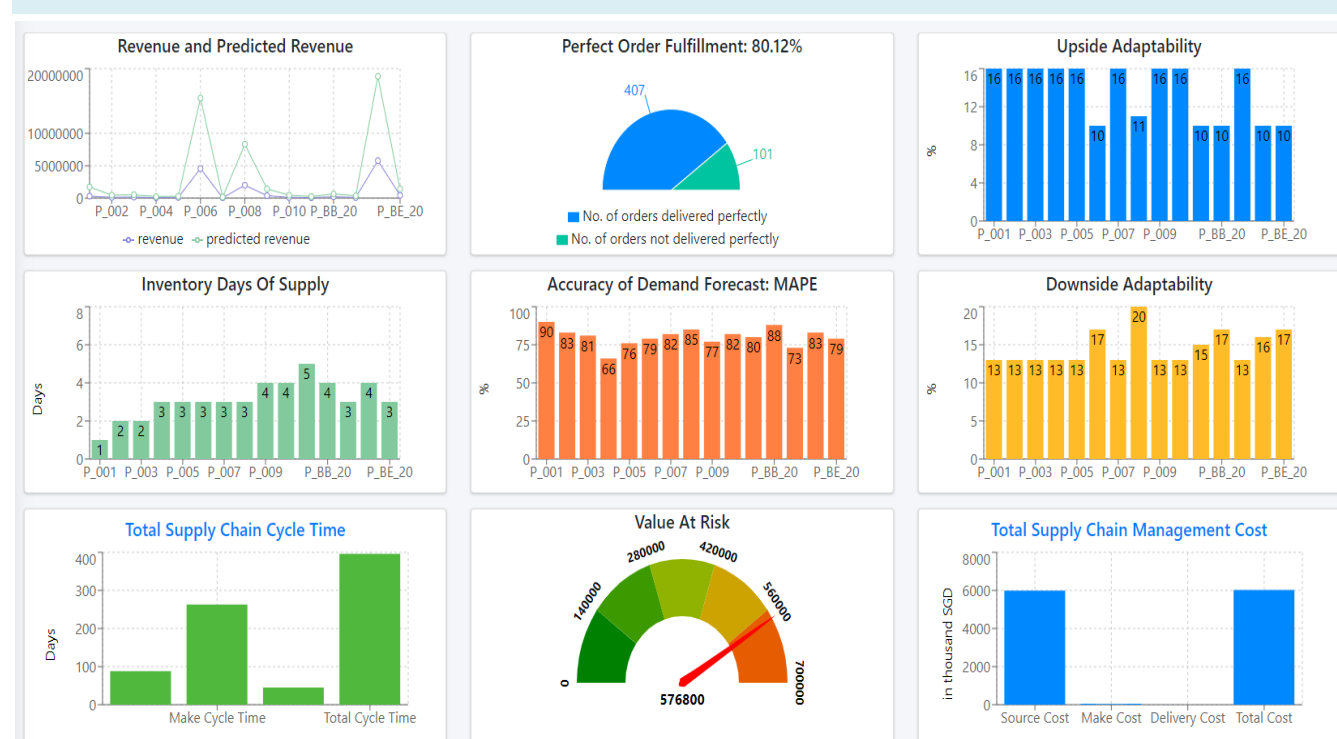 Revenue and Predicted Revenue
20000000
10000000
5000000
0
P_002 P_004 P_006 P_008 P_010 P_BB_20 P_BE_20
revenue predicted revenue
Perfect Order Fulfillment: 80.12%
407
101
No. of orders delivered perfectly
No. of orders not delivered perfectly
Upside Adaptability
%
16
12
8
4
0
16 16 16 16 16 10 16 11 16 16 10 10 16 10 10
P_001 P_003 P_005 P_007 P_009 P_BB_20 P_BE_20
Inventory Days Of Supply
Days
8
6
4
2
0
1 2 2 3 3 3 3 3 4 4 5 4 3 4 3
P_001 P_003 P_005 P_007 P_009 P_BB_20 P_BE_20
Accuracy of Demand Forecast: MAPE
%
100
75
50
25
0
90 83 81 66 76 79 82 85 77 82 80 88 73 83 79
P_001 P_003 P_005 P_007 P_009 P_BB_20 P_BE_20
Downside Adaptability
%
20
15
10
5
0
13 13 13 13 13 17 13 20 13 13 15 17 13 16 17
P_001 P_003 P_005 P_007 P_009 P_BB_20 P_BE_20
Total Supply Chain Cycle Time
Days
400
300
200
100
0
Make Cycle Time Total Cycle Time
Value At Risk
0
140000
280000
420000
560000
700000
576800
Total Supply Chain Management Cost
in thousand SGD
8000
6000
4000
2000
0
Source Cost Make Cost Delivery Cost Total Cost